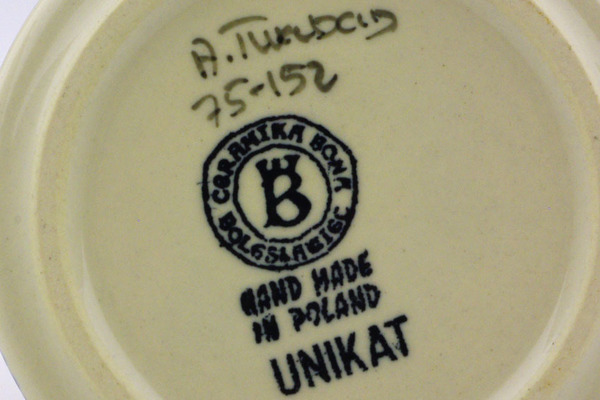 75-152
CERAMIKA BONA
B
BOLESŁAWIEC
HAND MADE
IN POLAND
UNIKAT